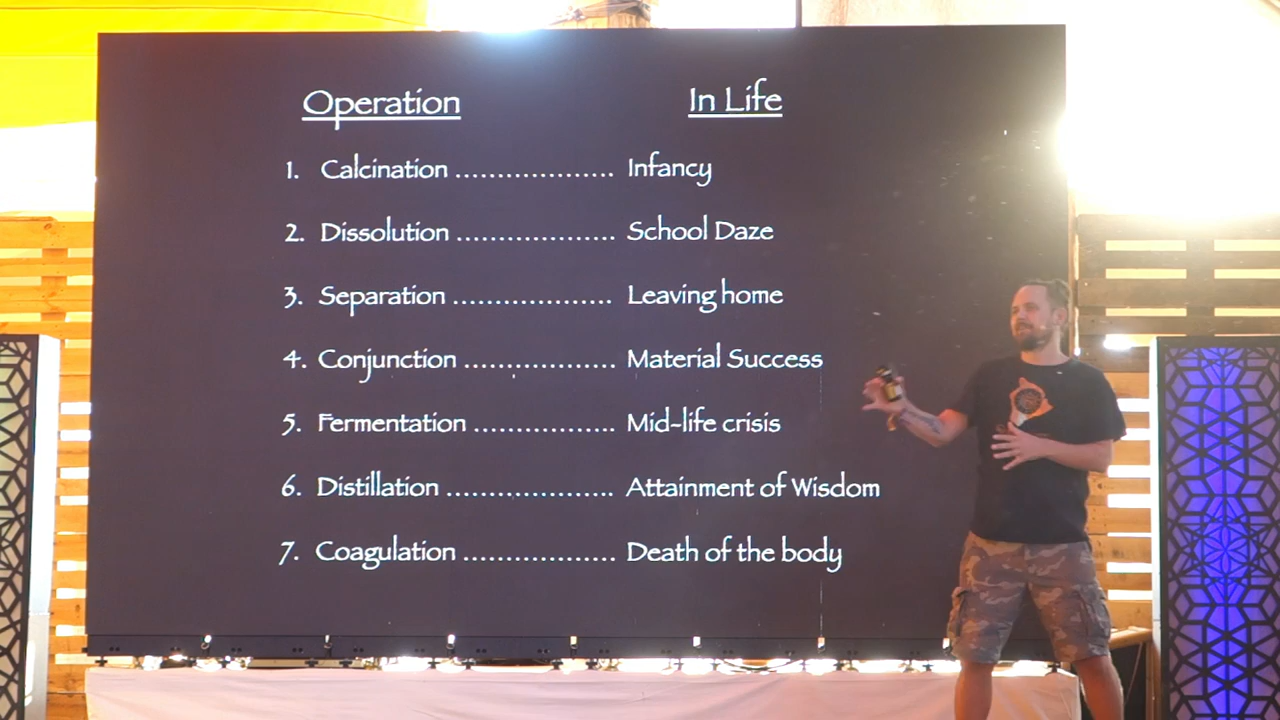 Operation In Life
1. Calcination ................... Infancy
2. Dissolution ................... School Daze
3. Separation ................... Leaving home
4. Conjunction .................. Material Success
5. Fermentation ................. Mid-life crisis
6. Distillation .................... Attainment of Wisdom
7. Coagulation .................. Death of the body